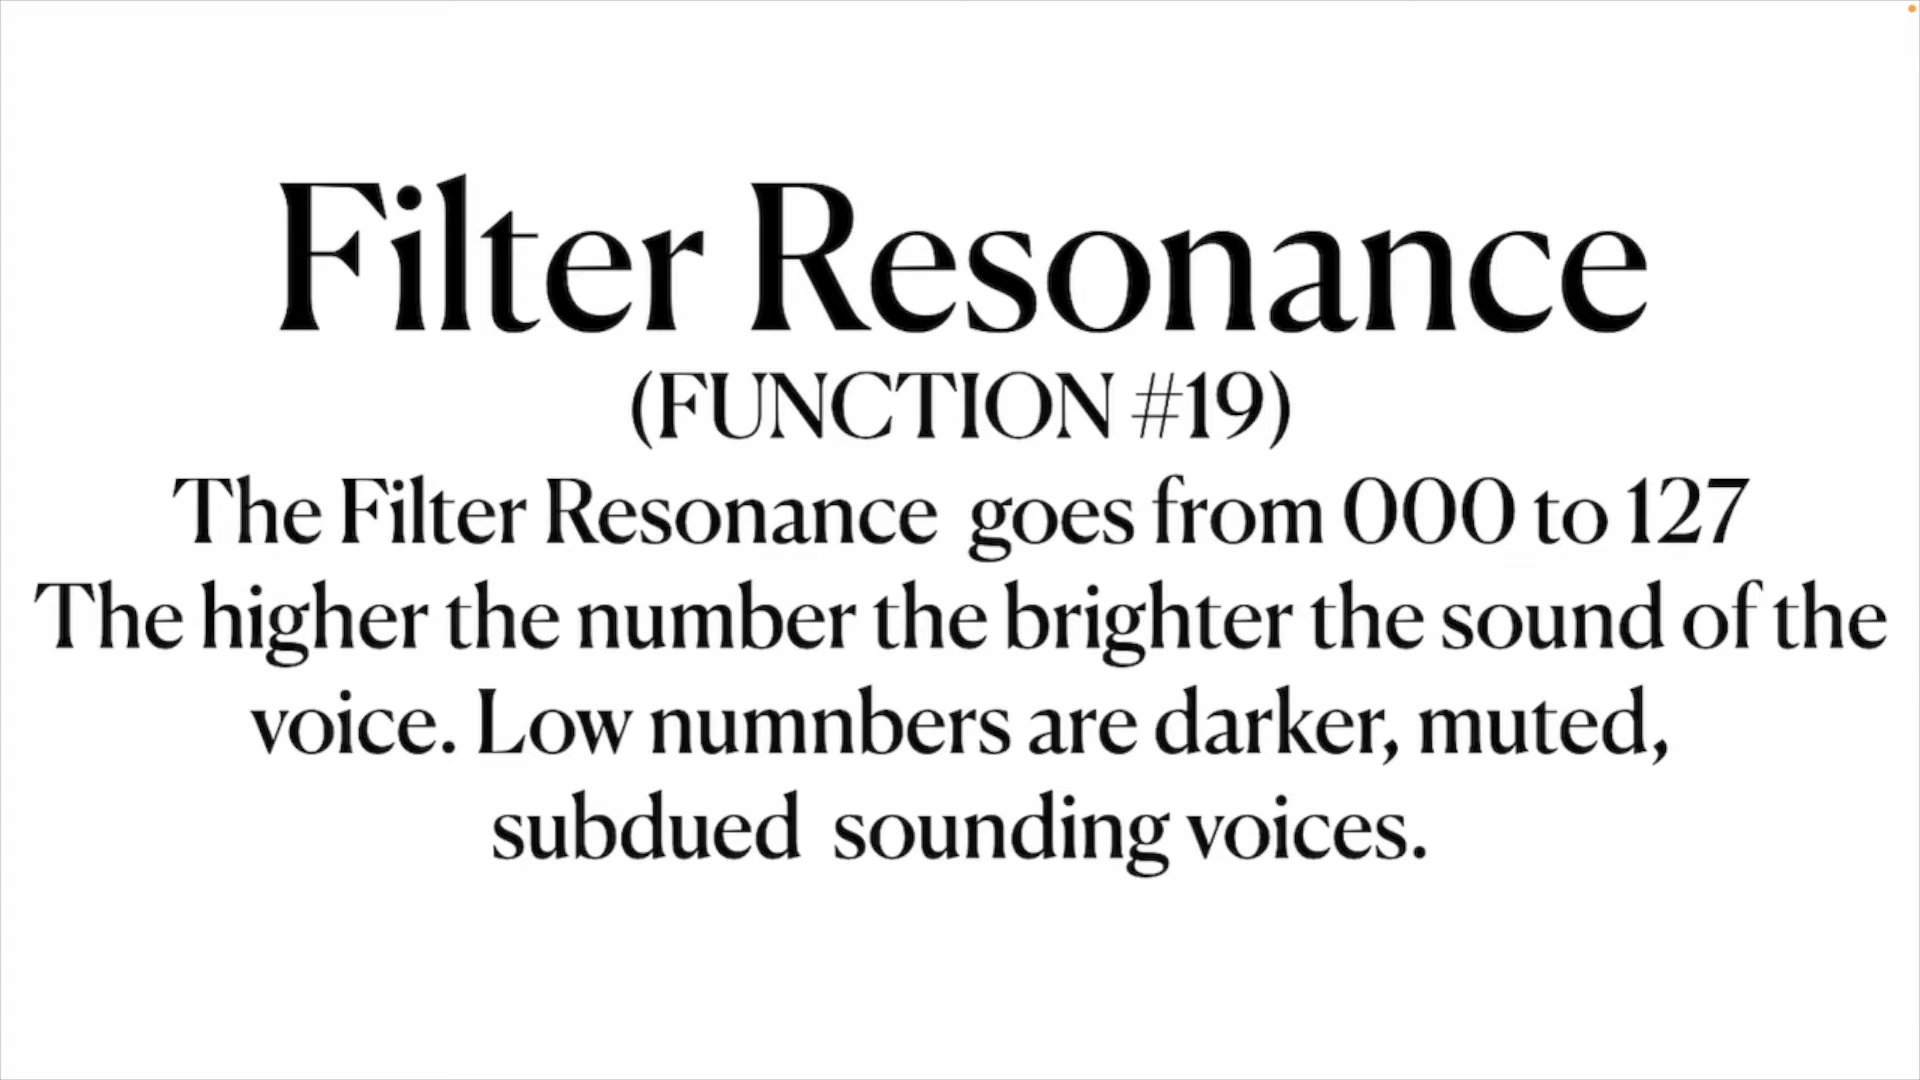 Filter Resonance
(FUNCTION #19)
The Filter Resonance  goes from 000 to 127
The higher the number the brighter the sound of the
voice. Low numnbers are darker, muted,
subdued  sounding voices.